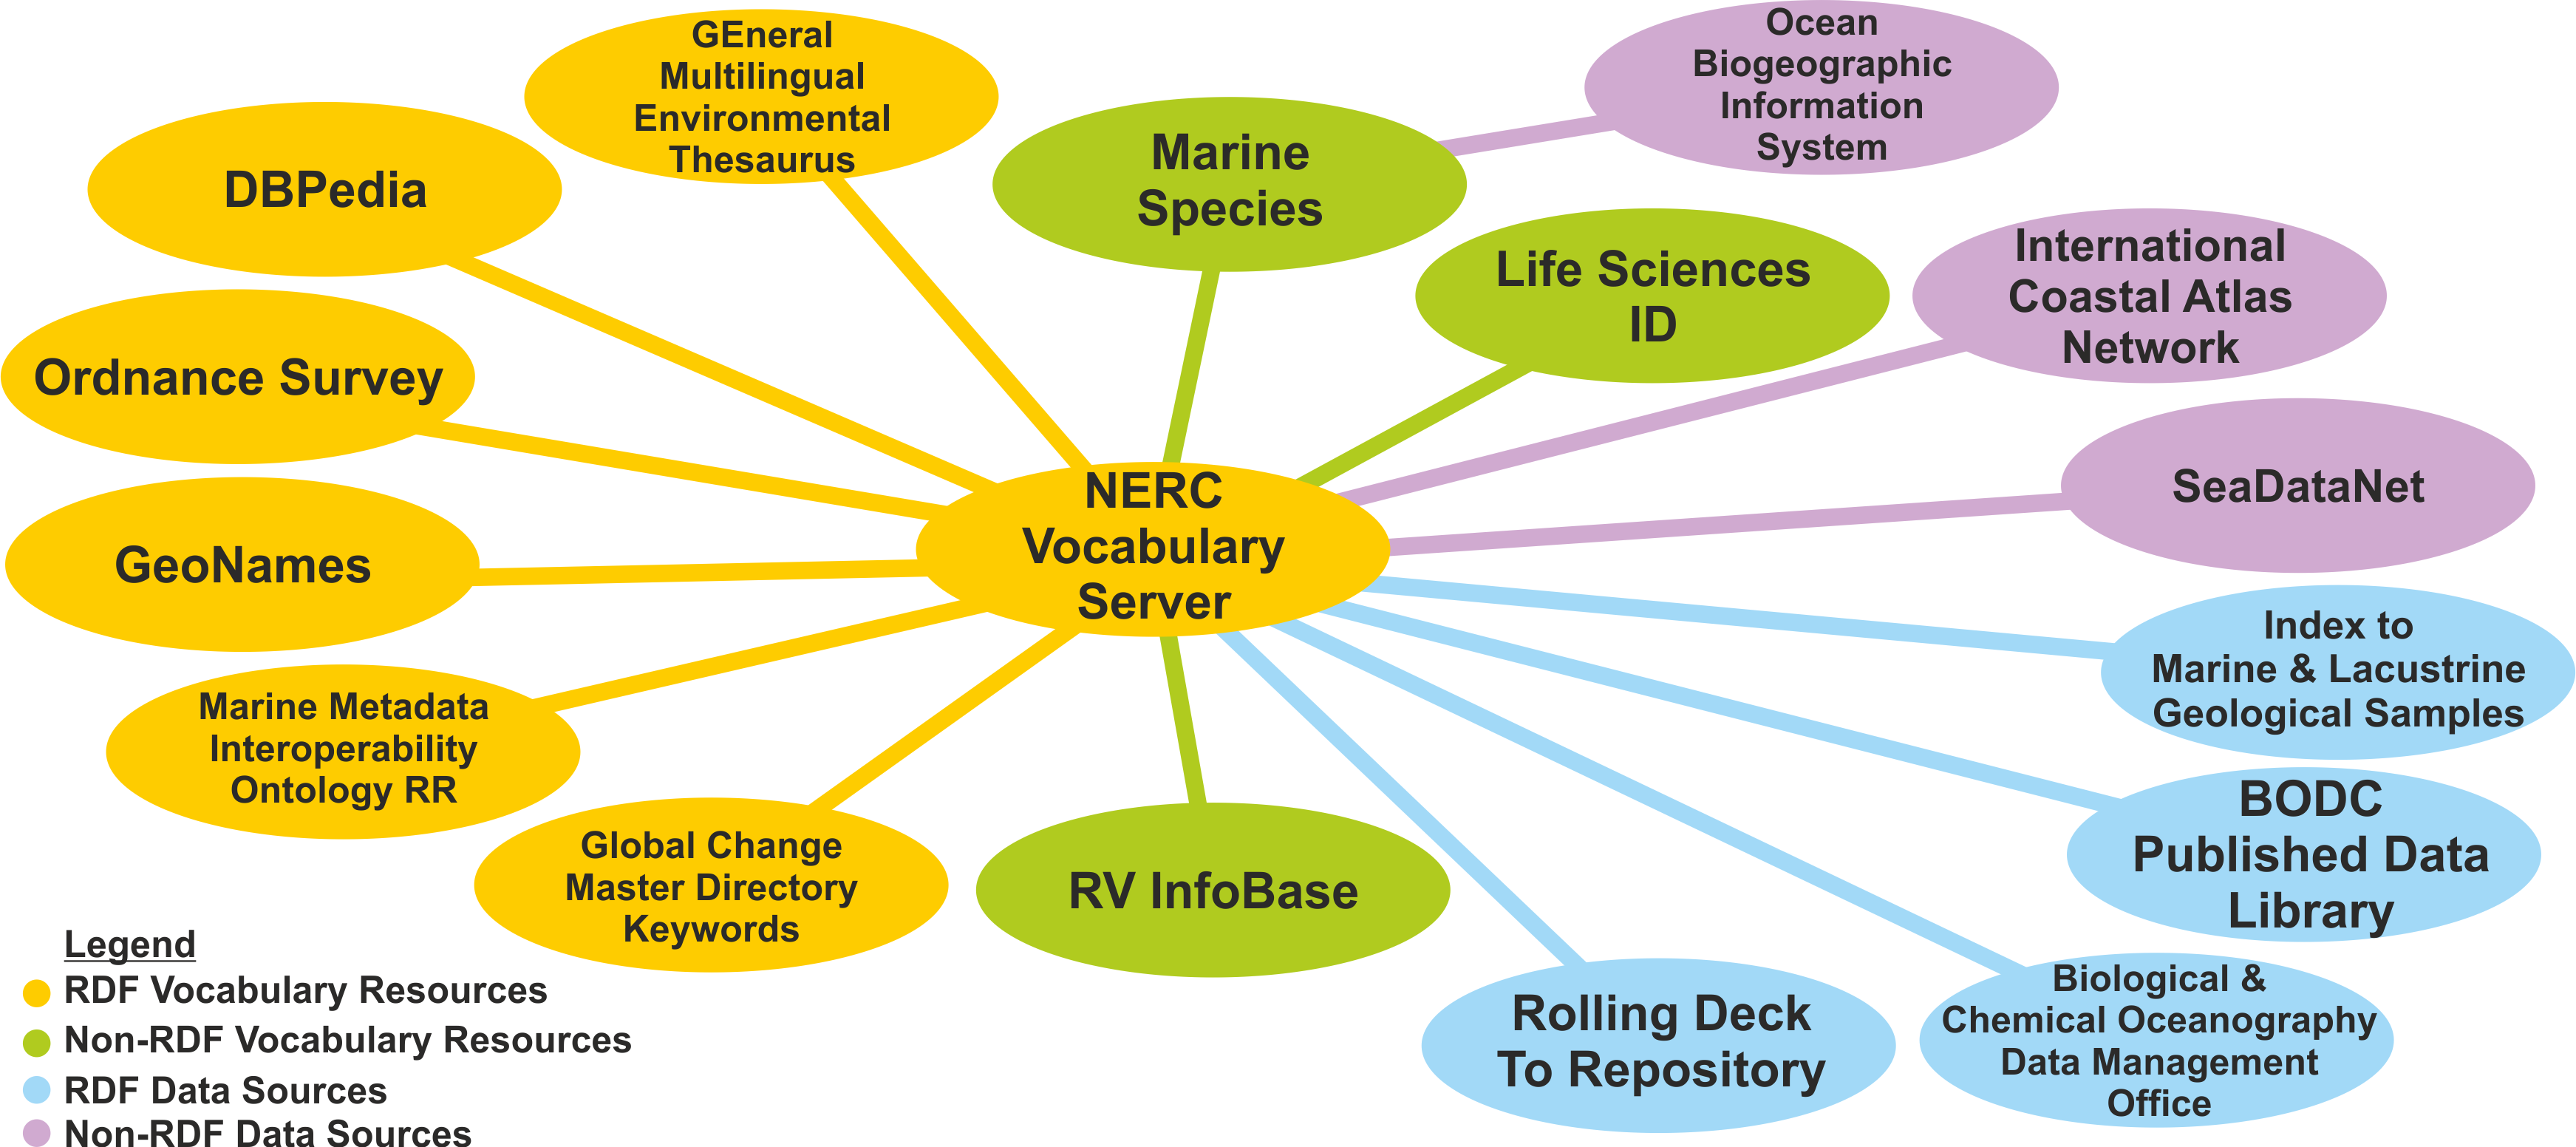 GEneral
Multilingual
Environmental
Thesaurus
Ocean
Biogeographic
Information
System
DBPedia
Marine
Species
Life Sciences
ID
International
Coastal Atlas
Network
Ordnance Survey
SeaDataNet
NERC
Vocabulary
Server
GeoNames
Index to
Marine & Lacustrine
Geological Samples
Marine Metadata
Interoperability
Ontology RR
BODC
Published Data
Library
Global Change
Master Directory
Keywords
RV InfoBase
Rolling Deck
To Repository
Biological &
Chemical Oceanography
Data Management
Office
Legend
RDF Vocabulary Resources
Non-RDF Vocabulary Resources
RDF Data Sources
Non-RDF Data Sources